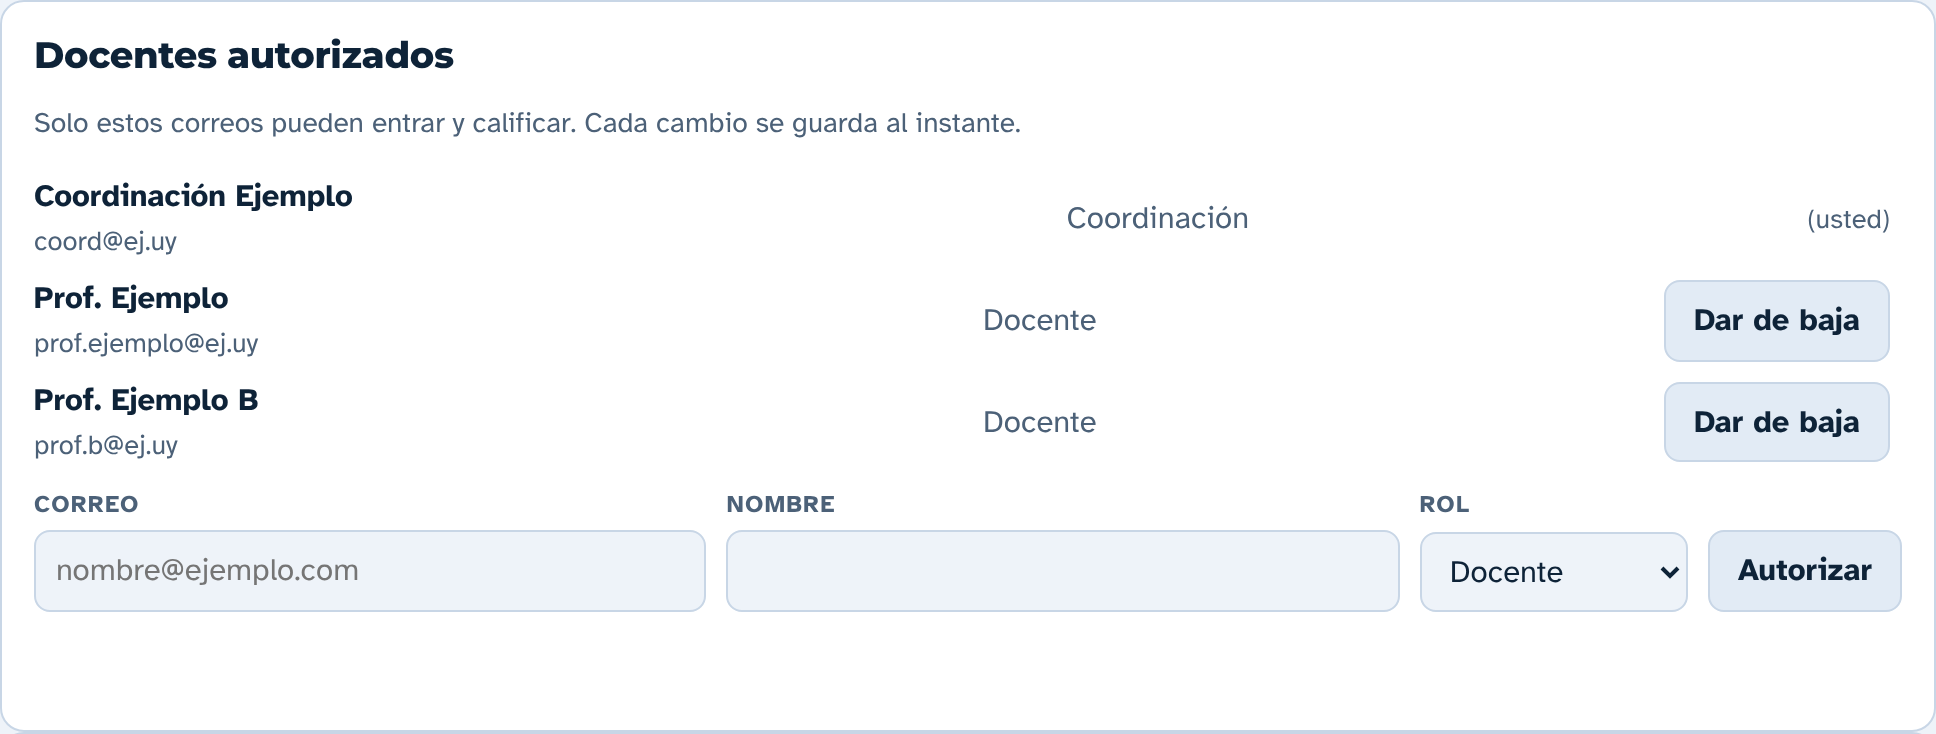 Docentes autorizados
Solo estos correos pueden entrar y calificar. Cada cambio se guarda al instante.
Coordinación Ejemplo
coord@ej.uy
Coordinación
(usted)
Prof. Ejemplo
prof.ejemplo@ej.uy
Docente
Dar de baja
Prof. Ejemplo B
prof.b@ej.uy
Docente
Dar de baja
CORREO
NOMBRE
ROL
nombre@ejemplo.com
Docente
Autorizar